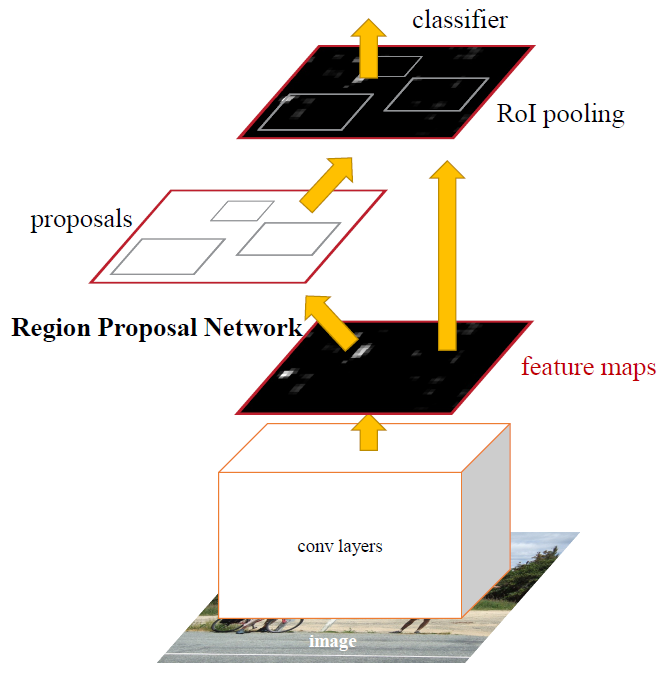 classifier
RoI pooling
proposals
Region Proposal Network
feature maps
conv layers
image